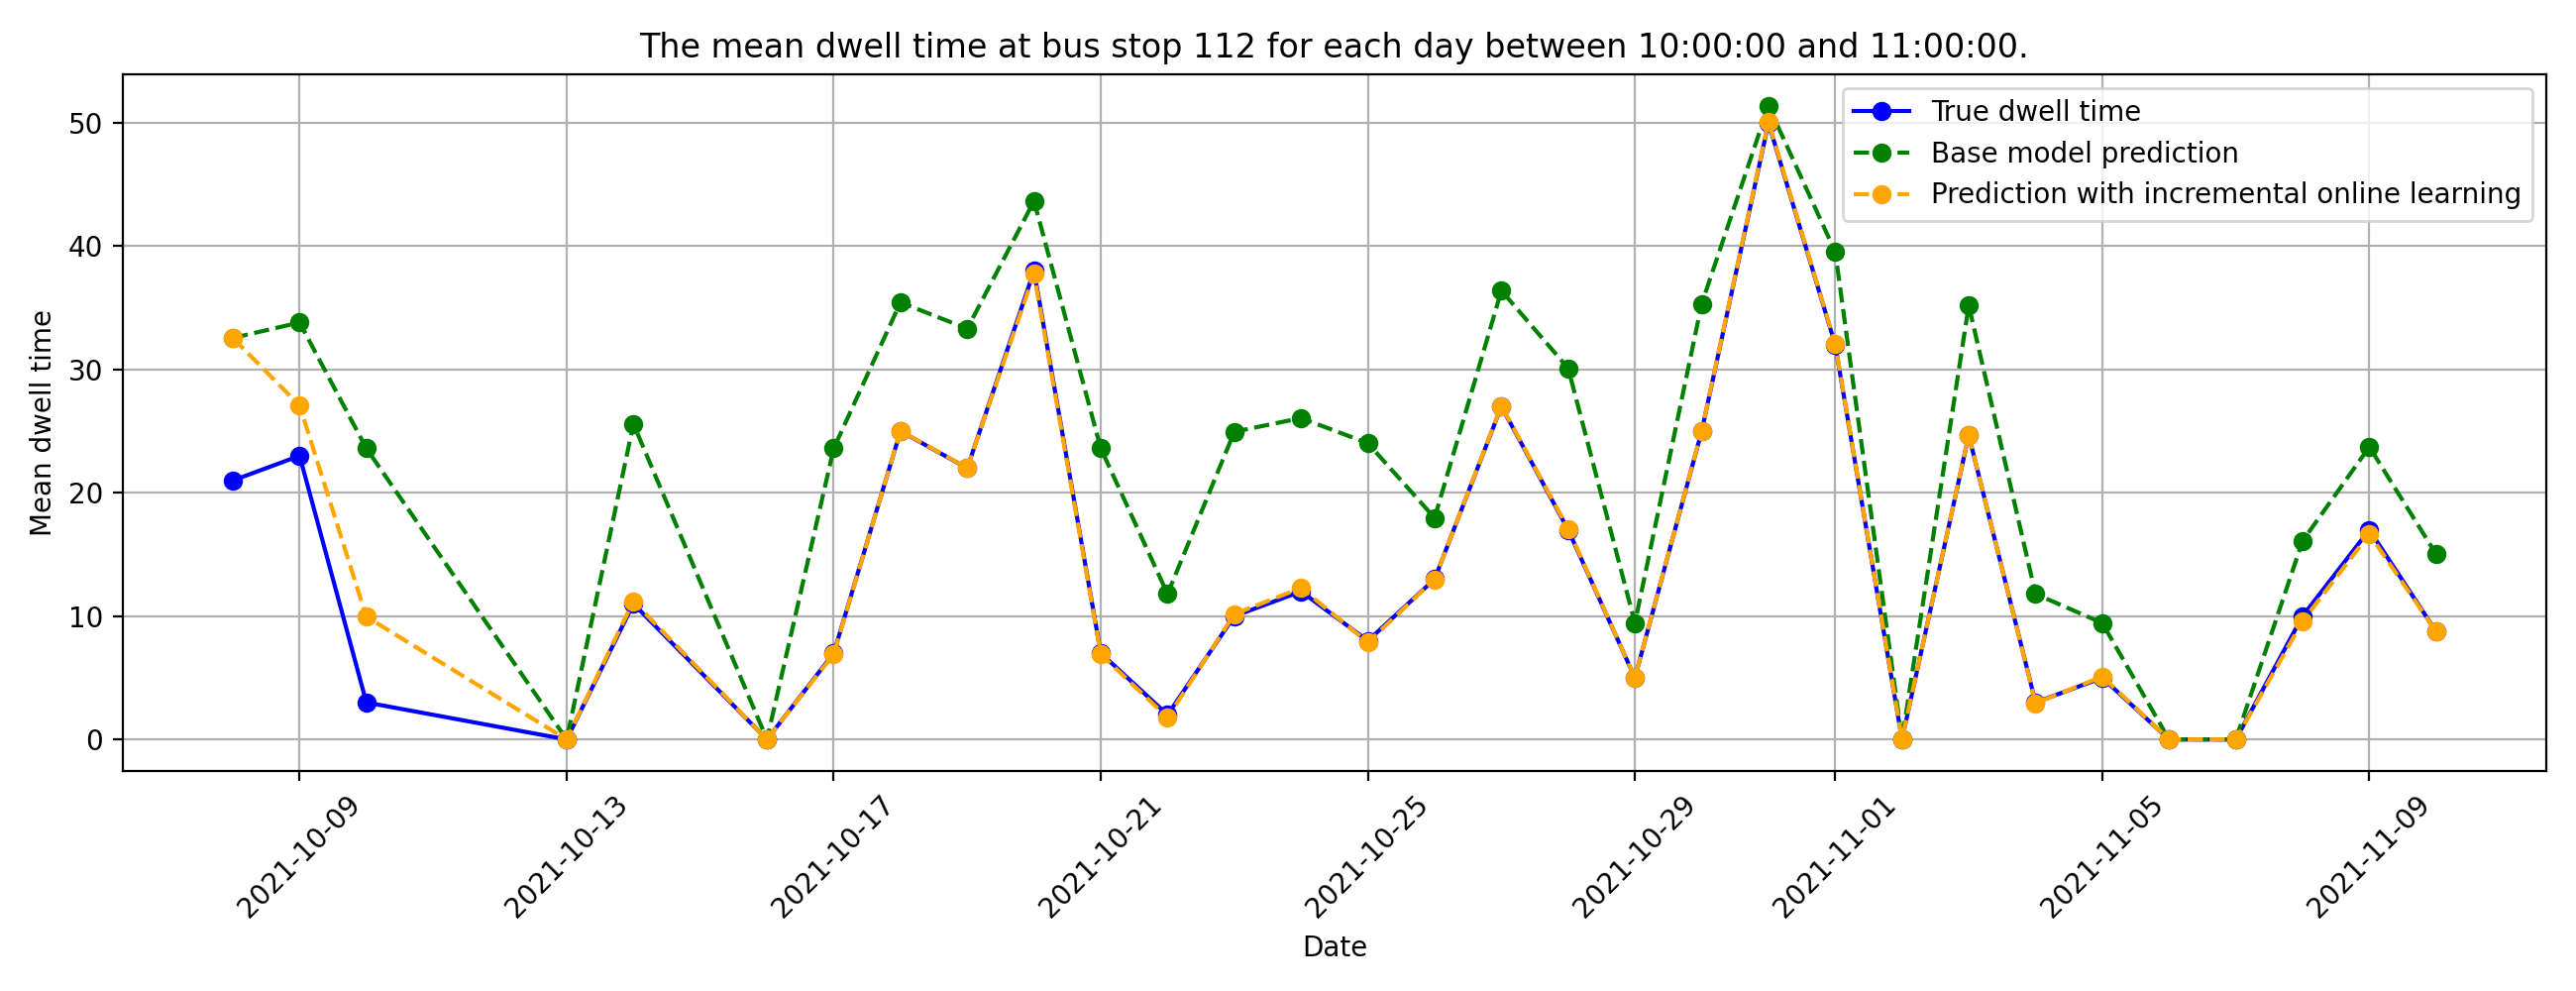 The mean dwell time at bus stop 112 for each day between 10:00:00 and 11:00:00.
True dwell time
Base model prediction
Prediction with incremental online learning
Mean dwell time
50
40
30
20
10
0
2021-10-09
2021-10-13
2021-10-17
2021-10-21
2021-10-25
2021-10-29
2021-11-01
2021-11-05
2021-11-09
Date